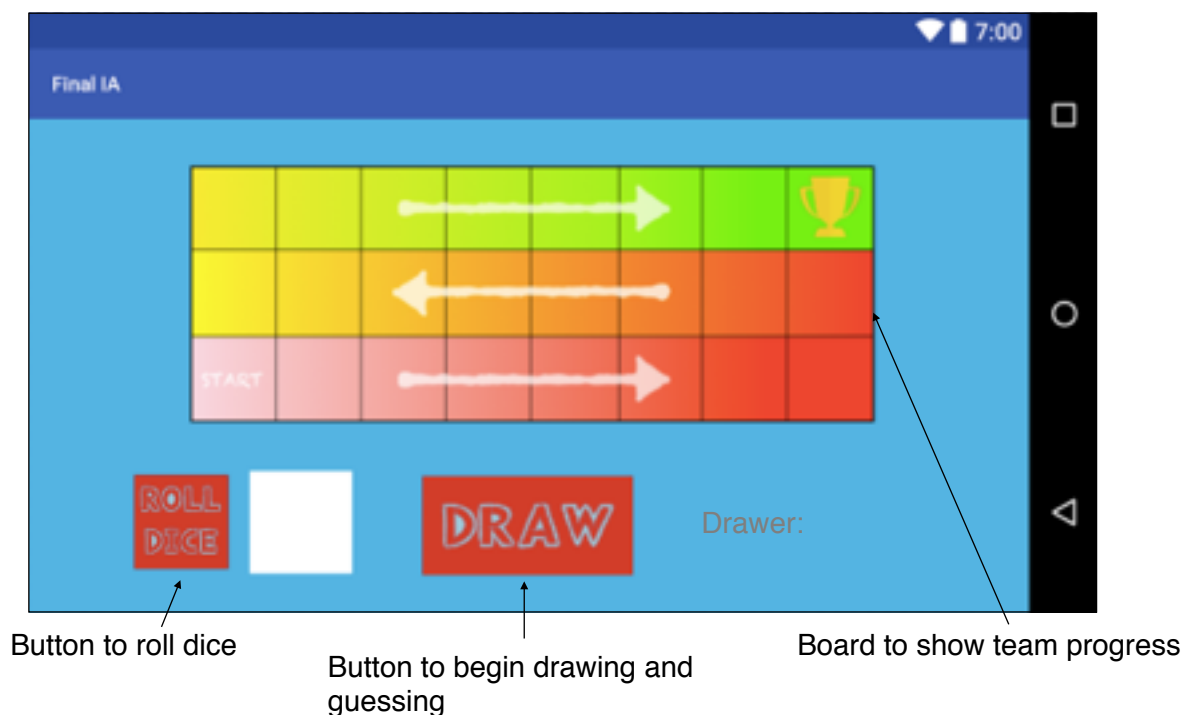 7:00
Final IA
START
ROLL
DICE
DRAW
Drawer:
Button to roll dice
Button to begin drawing and
guessing
Board to show team progress